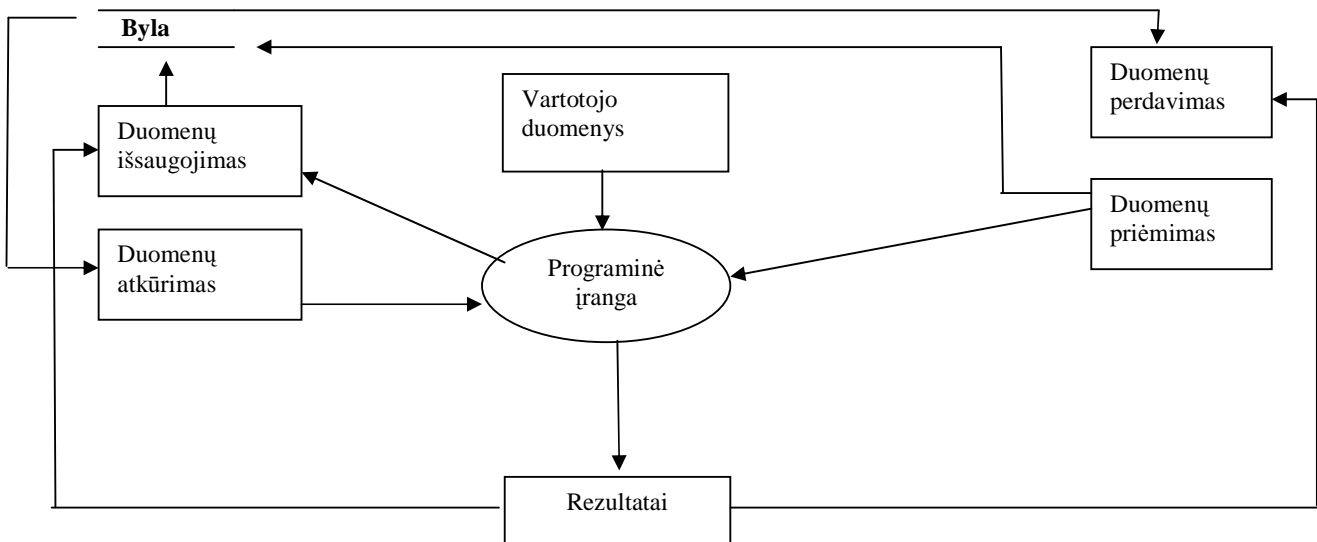 Byla
Duomenų
perdavimas
Vartotojo
duomenys
Duomenų
išsaugojimas
Duomenų
priėmimas
Duomenų
atkūrimas
Programinė
įranga
Rezultatai